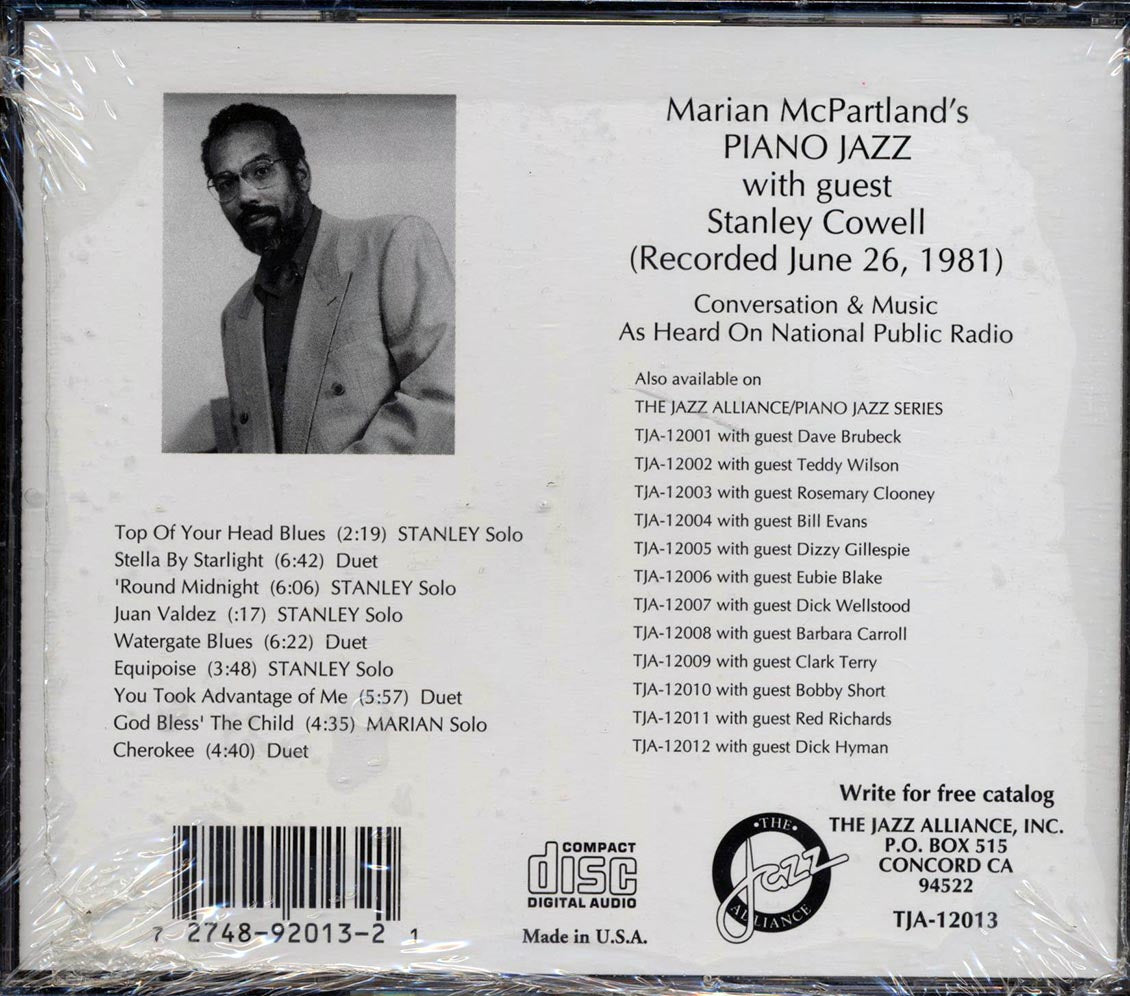 Marian McPartland's
PIANO JAZZ
with guest
Stanley Cowell
(Recorded June 26, 1981)
Conversation & Music
As Heard On National Public Radio
Also available on
THE JAZZ ALLIANCE/PIANO JAZZ SERIES
TJA-12001 with guest Dave Brubeck
TJA-12002 with guest Teddy Wilson
TJA-12003 with guest Rosemary Clooney
TJA-12004 with guest Bill Evans
TJA-12005 with guest Dizzy Gillespie
TJA-12006 with guest Eubie Blake
TJA-12007 with guest Dick Wellstood
TJA-12008 with guest Barbara Carroll
TJA-12009 with guest Clark Terry
TJA-12010 with guest Bobby Short
TJA-12011 with guest Red Richards
TJA-12012 with guest Dick Hyman
Top Of Your Head Blues (2:19) STANLEY Solo
Stella By Starlight (6:42) Duet
'Round Midnight (6:06) STANLEY Solo
Juan Valdez (:17) STANLEY Solo
Watergate Blues (6:22) Duet
Equipoise (3:48) STANLEY Solo
You Took Advantage of Me (5:57) Duet
God Bless' The Child (4:35) MARIAN Solo
Cherokee (4:40) Duet
7 2748-92013-2 1
COMPACT
disc
DIGITAL AUDIO
Made in U.S.A.
•THE•
Jazz
ALLIANCE
Write for free catalog
THE JAZZ ALLIANCE, INC.
P.O. BOX 515
CONCORD CA
94522
TJA-12013